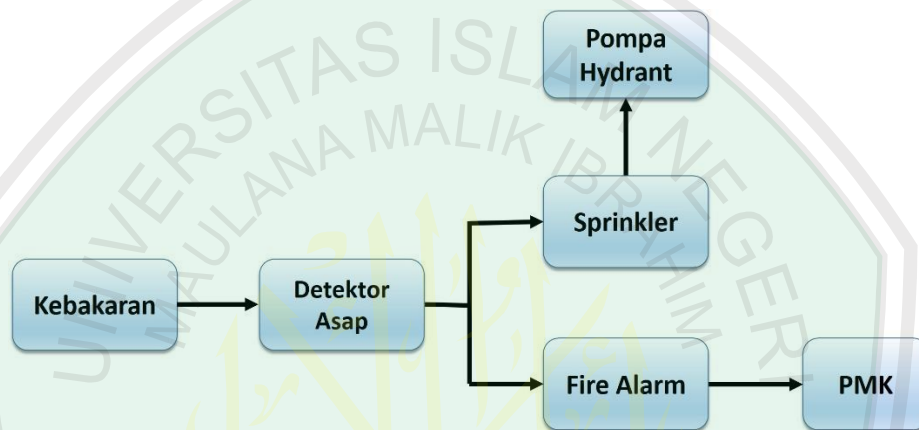 UNIVERSITAS ISLAM NEGERI
MAULANA MALIK IBRAHIM
Pompa
Hydrant
Sprinkler
Kebakaran
Detektor
Asap
Fire Alarm
PMK